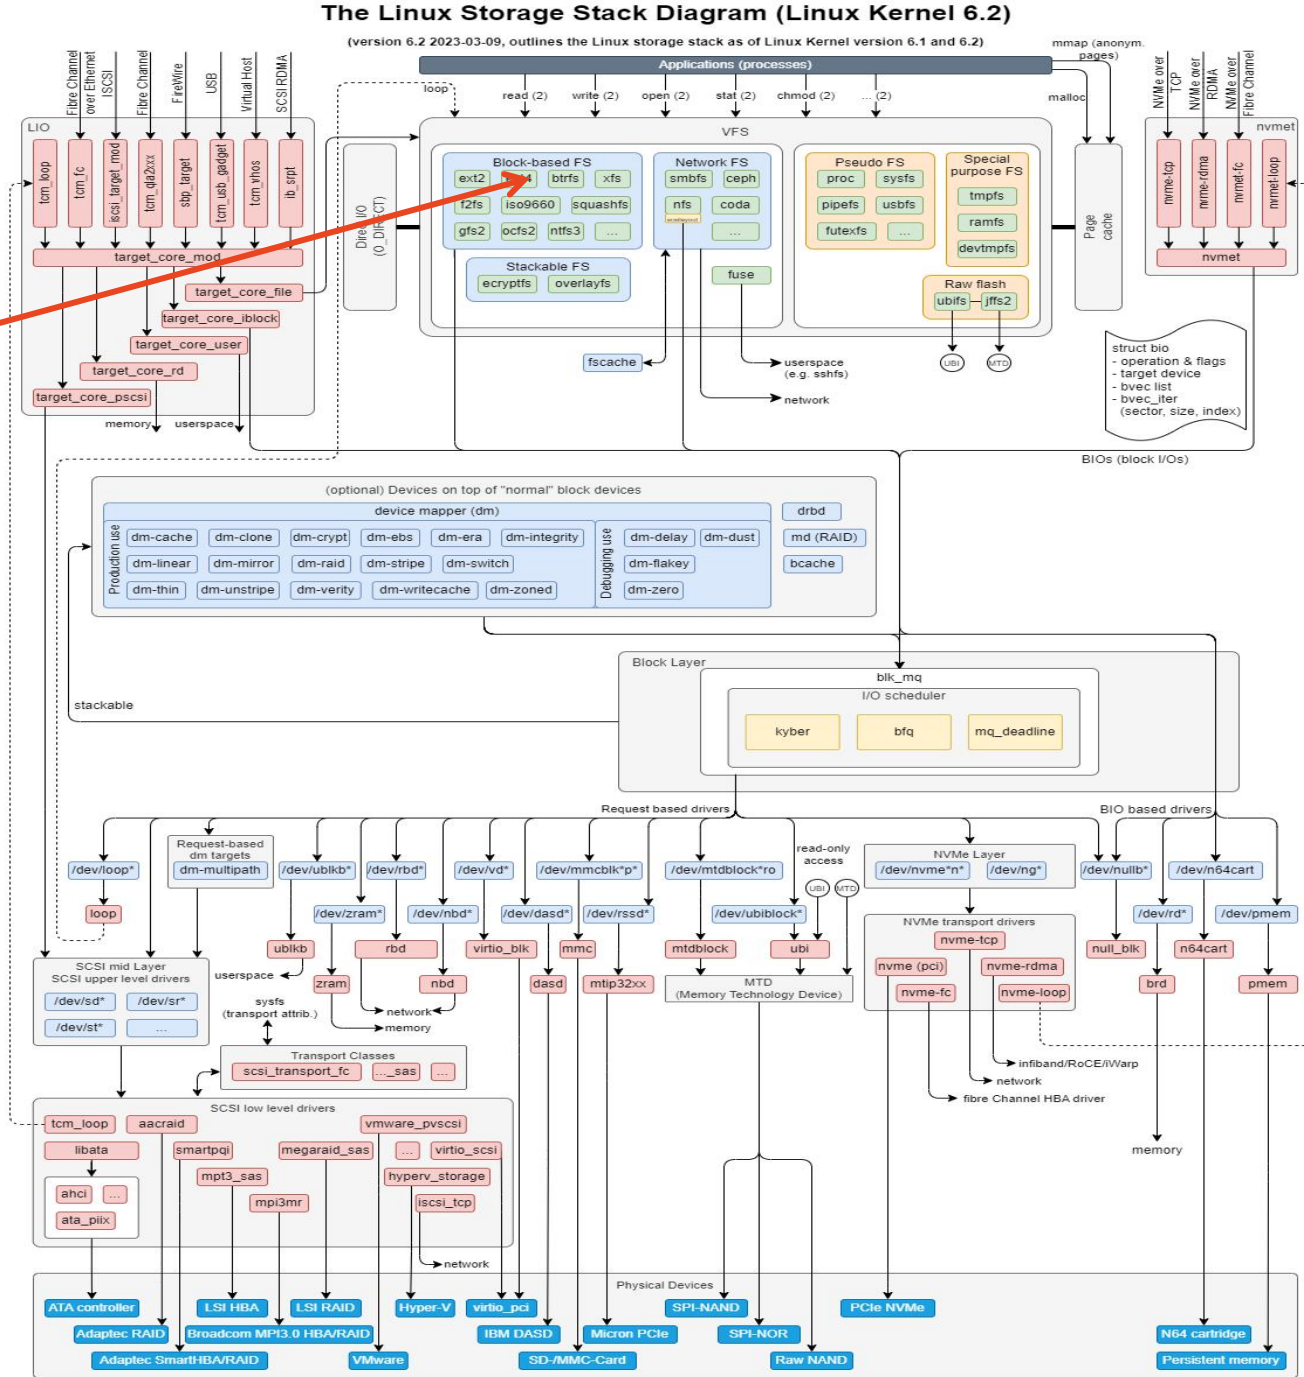 The Linux Storage Stack Diagram (Linux Kernel 6.2)
(version 6.2 2023-03-09, outlines the Linux storage stack as of Linux Kernel version 6.1 and 6.2)
mmap (anonym. pages)
Applications (processes)
loop
read (2)
write (2)
open (2)
stat (2)
chmod (2)
... (2)
malloc
Fibre Channel over Ethernet
ISCSI
Fibre Channel
FireWire
USB
Virtual Host
SCSI RDMA
NVMe over TCP
NVMe over RDMA
NVMe over Fibre Channel
LIO
tcm_loop
tcm_fc
iscsi_target_mod
tcm_qla2xxx
sbp_target
tcm_usb_gadget
tcm_vhos
ib_srpt
target_core_mod
target_core_file
target_core_iblock
target_core_user
target_core_rd
target_core_pscsi
memory
userspace
Direct I/O
(O_DIRECT)
VFS
Block-based FS
ext2
btrfs
xfs
f2fs
iso9660
squashfs
gfs2
ocfs2
ntfs3
...
Stackable FS
ecryptfs
overlayfs
Network FS
smbfs
ceph
nfs
coda
...
fuse
Pseudo FS
proc
sysfs
pipefs
usbfs
futexfs
...
Special purpose FS
tmpfs
ramfs
devtmpfs
Raw flash
ubifs
jffs2
UBI
MTD
Page cache
nvmet
nvme-tcp
nvme-rdma
nvmet-fc
nvmet-loop
nvmet
fscache
userspace
(e.g. sshfs)
network
struct bio
- operation & flags
- target device
- bvec list
- bvec_iter
(sector, size, index)
BIOs (block I/Os)
(optional) Devices on top of "normal" block devices
device mapper (dm)
Production use
dm-cache
dm-clone
dm-crypt
dm-ebs
dm-era
dm-integrity
dm-linear
dm-mirror
dm-raid
dm-stripe
dm-switch
dm-thin
dm-unstripe
dm-verity
dm-writecache
dm-zoned
Debugging use
dm-delay
dm-dust
dm-flakey
dm-zero
drbd
md (RAID)
bcache
stackable
Block Layer
blk_mq
I/O scheduler
kyber
bfq
mq_deadline
Request based drivers
BIO based drivers
/dev/loop*
loop
Request-based
dm targets
dm-multipath
/dev/ublkb*
/dev/rbd*
/dev/vd*
/dev/mmcblk*p*
/dev/mtdblock*ro
read-only
access
UBI
MTD
/dev/zram*
/dev/nbd*
/dev/dasd*
/dev/rssd*
/dev/ubiblock*
NVMe Layer
/dev/nvme*n*
/dev/ng*
/dev/nullb*
/dev/n64cart
/dev/rd*
/dev/pmem
ublkb
userspace
rbd
virtio_blk
mmc
mtdblock
ubi
zram
nbd
dasd
mtip32xx
network
memory
MTD
(Memory Technology Device)
NVMe transport drivers
nvme-tcp
nvme (pci)
nvme-rdma
nvme-fc
nvme-loop
null_blk
n64cart
brd
pmem
infiband/RoCE/iWarp
network
fibre Channel HBA driver
memory
SCSI mid Layer
SCSI upper level drivers
/dev/sd*
/dev/sr*
/dev/st*
...
sysfs
(transport attrib.)
Transport Classes
scsi_transport_fc
..._sas
...
SCSI low level drivers
tcm_loop
aacraid
vmware_pvscsi
libata
smartpqi
megaraid_sas
...
virtio_scsi
ahci
...
mpt3_sas
hyperv_storage
mpi3mr
iscsi_tcp
ata_piix
network
Physical Devices
ATA controller
LSI HBA
LSI RAID
Hyper-V
virtio_pci
SPI-NAND
PCIe NVMe
Adaptec RAID
Broadcom MPI3.0 HBA/RAID
IBM DASD
Micron PCIe
SPI-NOR
N64 cartridge
Adaptec SmartHBA/RAID
VMware
SD-/MMC-Card
Raw NAND
Persistent memory